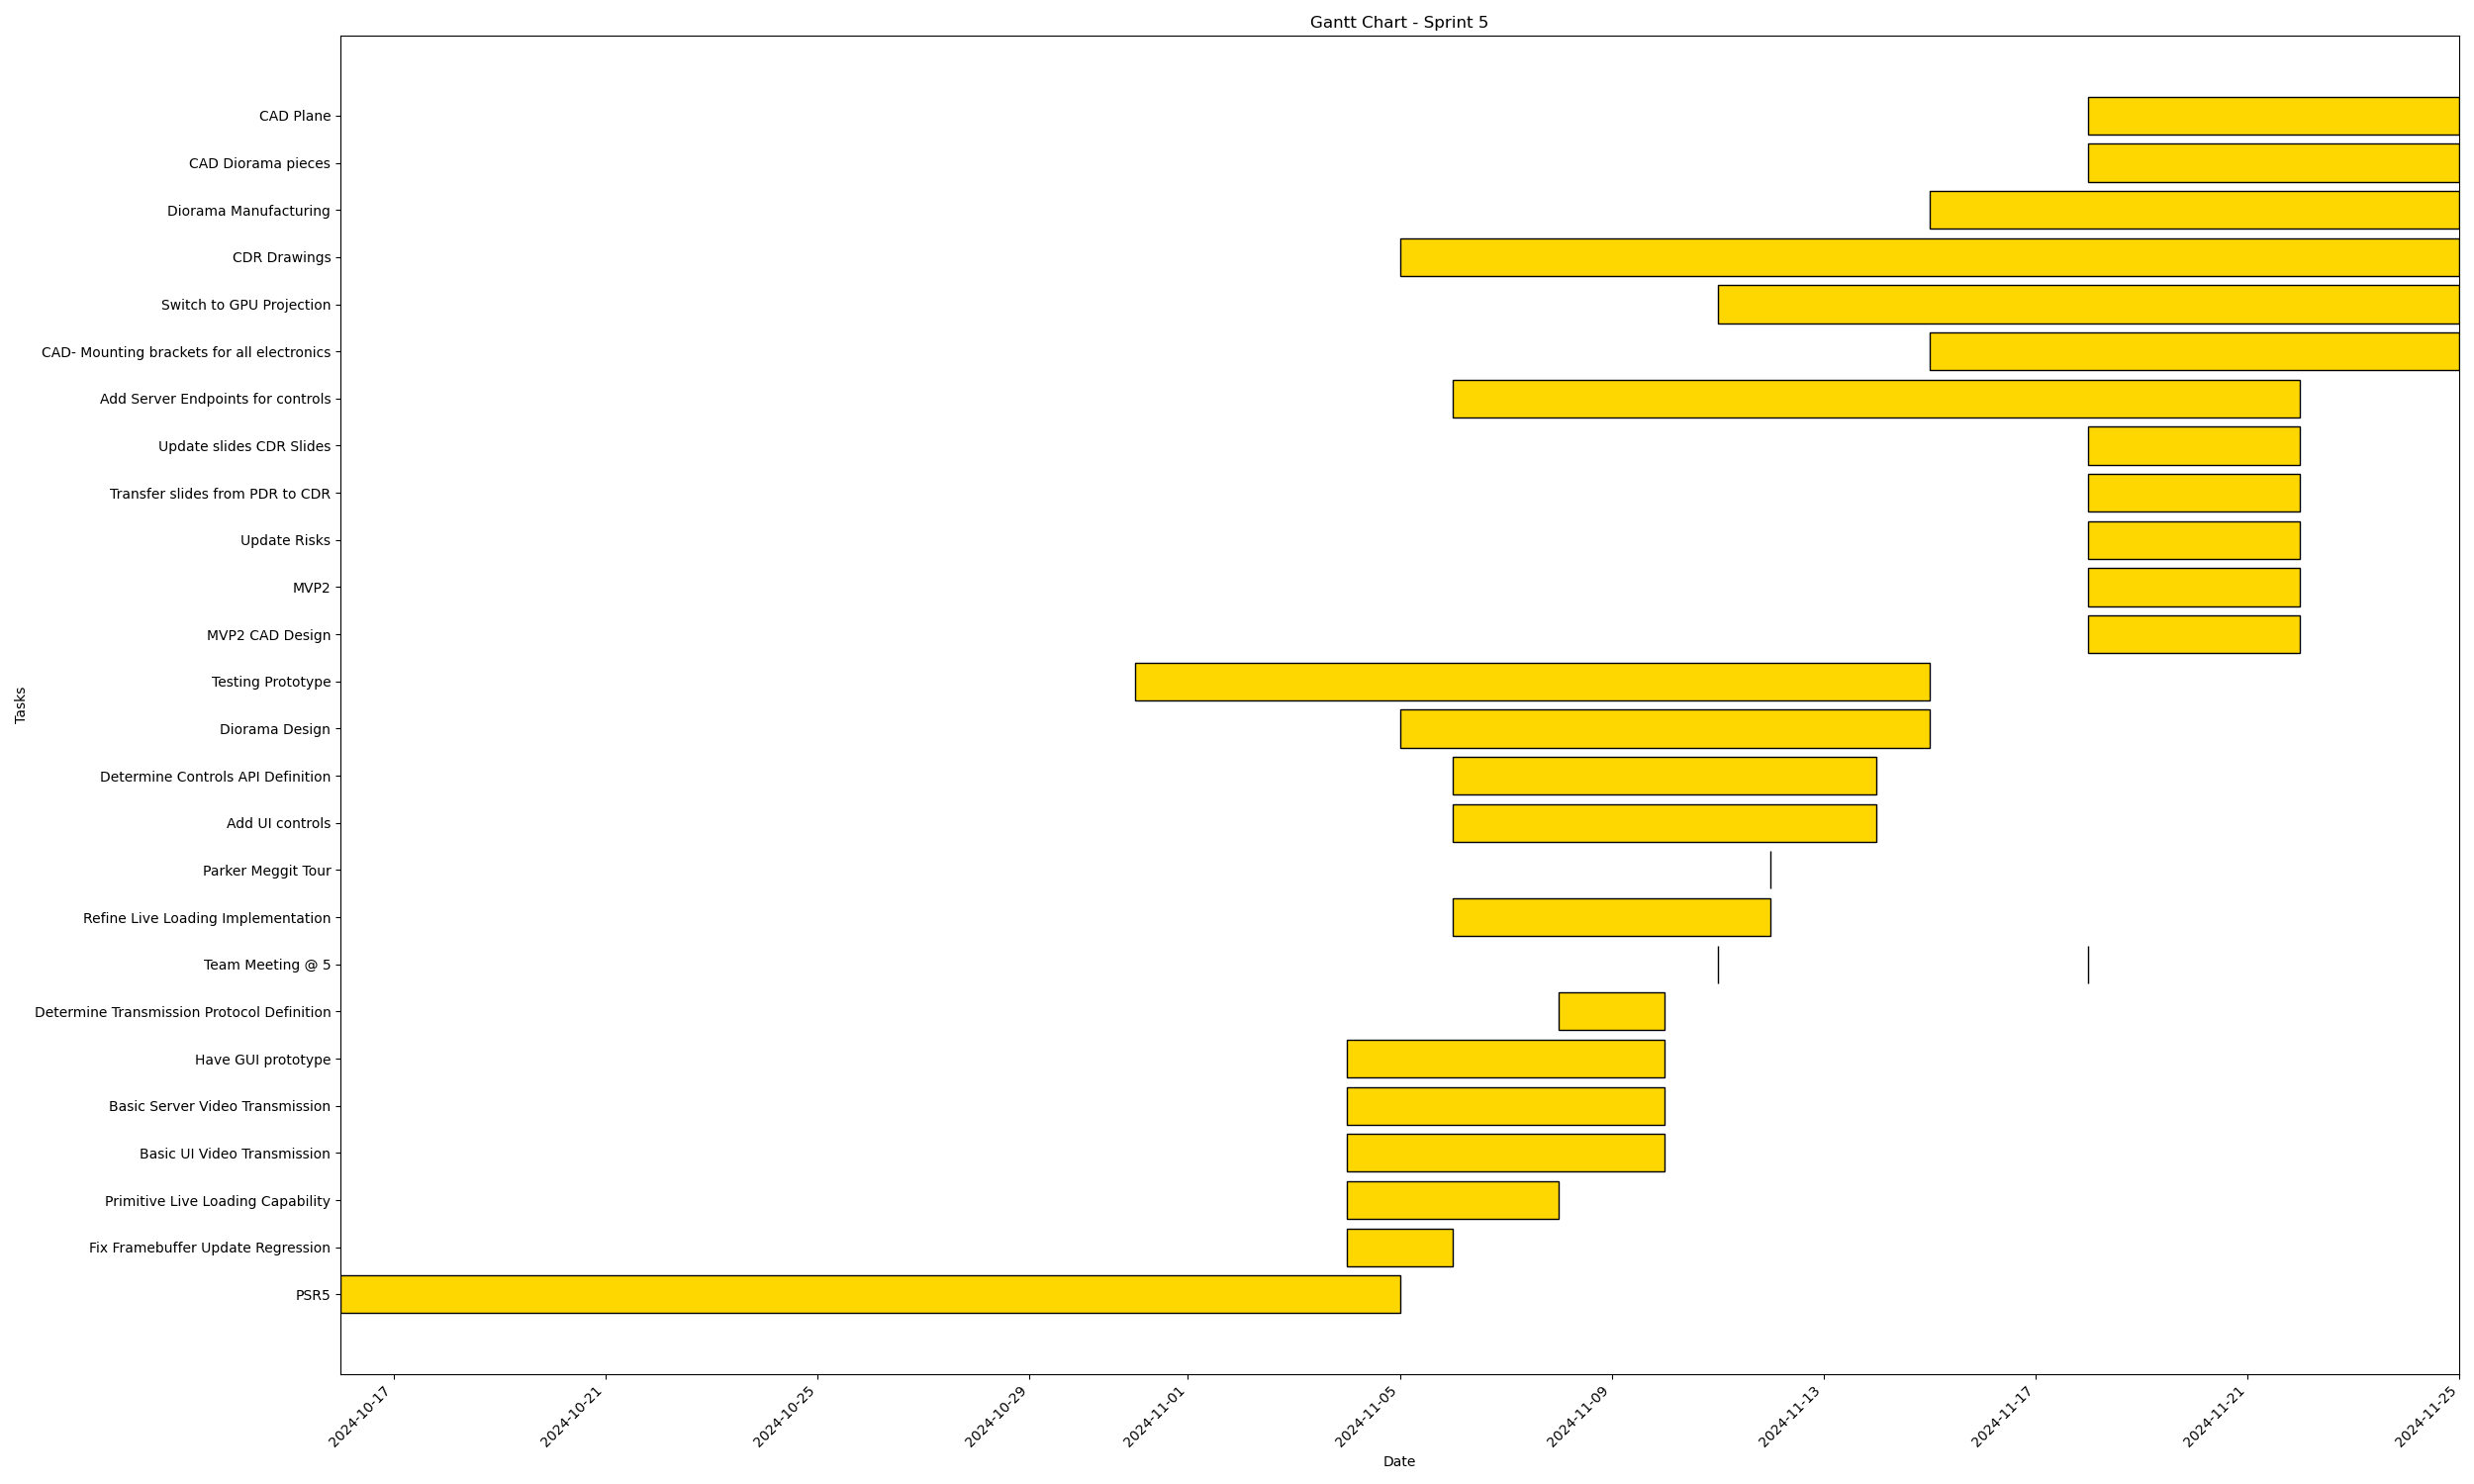 Gantt Chart - Sprint 5
CAD Plane
CAD Diorama pieces
Diorama Manufacturing
CDR Drawings
Switch to GPU Projection
CAD- Mounting brackets for all electronics
Add Server Endpoints for controls
Update slides CDR Slides
Transfer slides from PDR to CDR
Update Risks
MVP2
MVP2 CAD Design
Testing Prototype
Diorama Design
Determine Controls API Definition
Add UI controls
Parker Meggit Tour
Refine Live Loading Implementation
Team Meeting @ 5
Determine Transmission Protocol Definition
Have GUI prototype
Basic Server Video Transmission
Basic UI Video Transmission
Primitive Live Loading Capability
Fix Framebuffer Update Regression
PSR5
Tasks
2024-10-17
2024-10-21
2024-10-25
2024-10-29
2024-11-01
2024-11-05
2024-11-09
2024-11-13
2024-11-17
2024-11-21
2024-11-25
Date